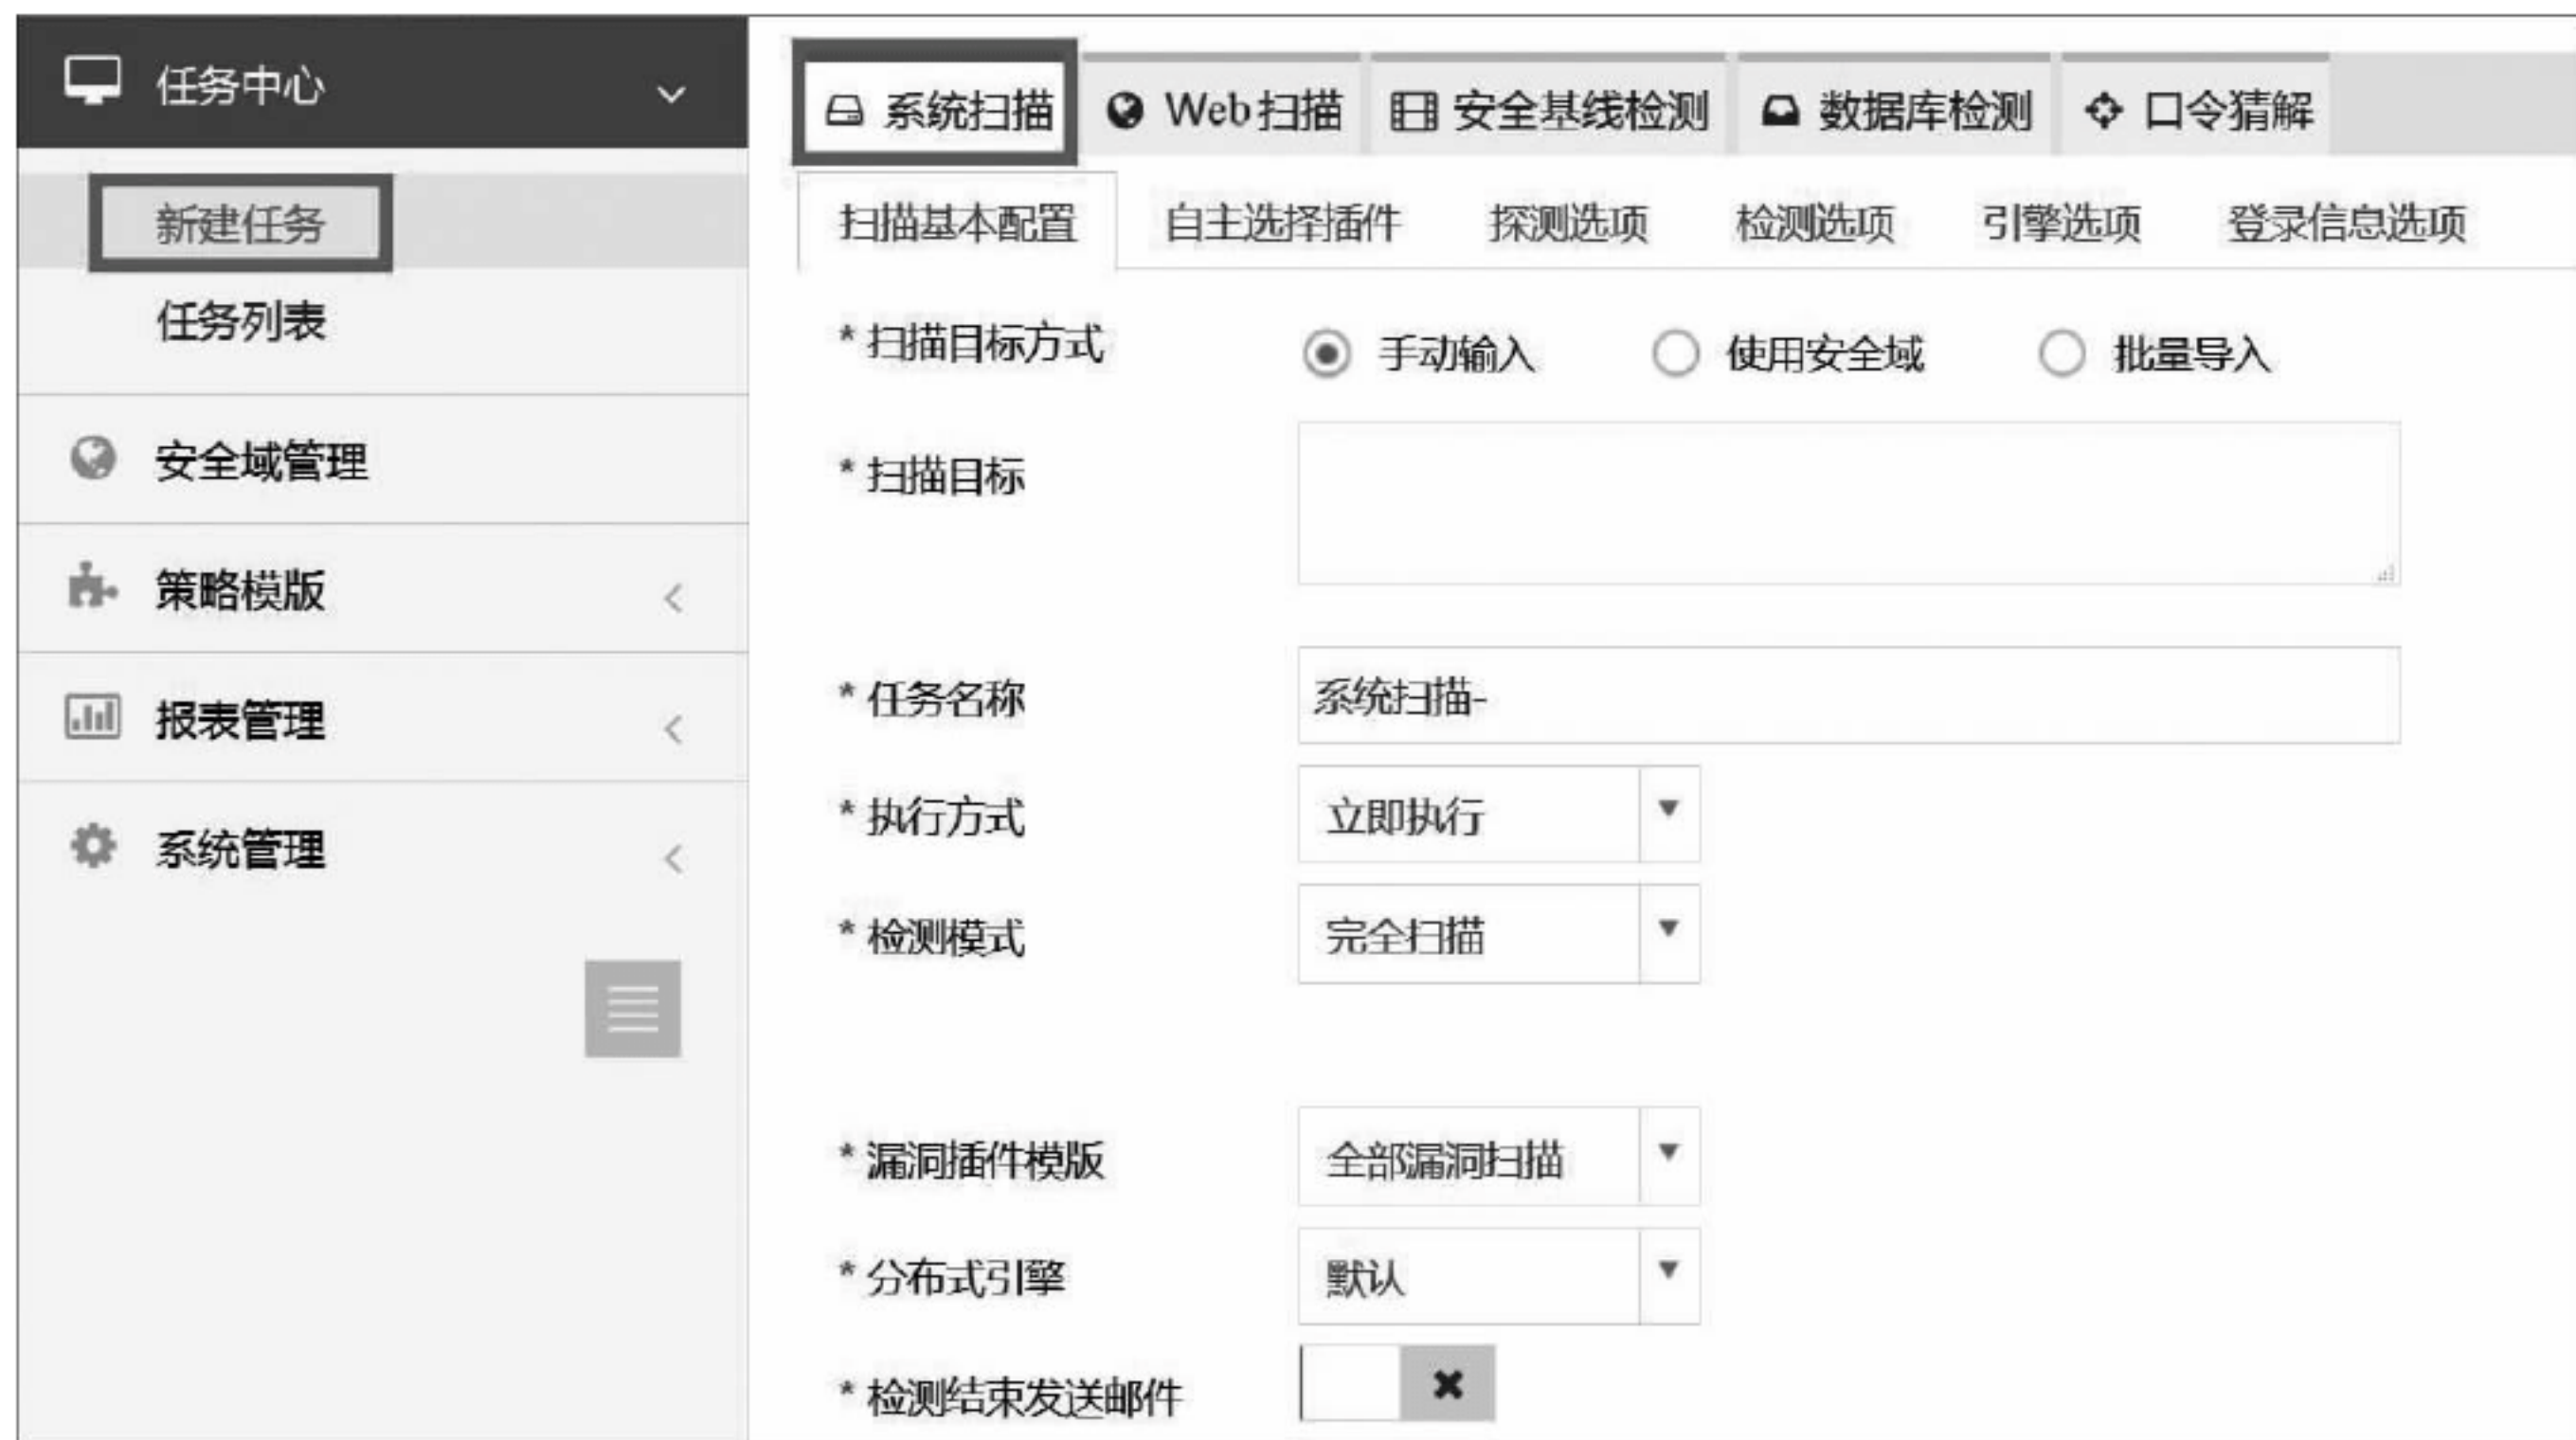 任务中心
新建任务
任务列表
安全域管理
策略模版
报表管理
系统管理
系统扫描 Web扫描 安全基线检测 数据库检测 口令猜解
扫描基本配置 自主选择插件 探测选项 检测选项 引擎选项 登录信息选项
* 扫描目标方式 手动输入 使用安全域 批量导入
* 扫描目标
* 任务名称 系统扫描-
* 执行方式 立即执行
* 检测模式 完全扫描
* 漏洞插件模版 全部漏洞扫描
* 分布式引擎 默认
* 检测结束发送邮件